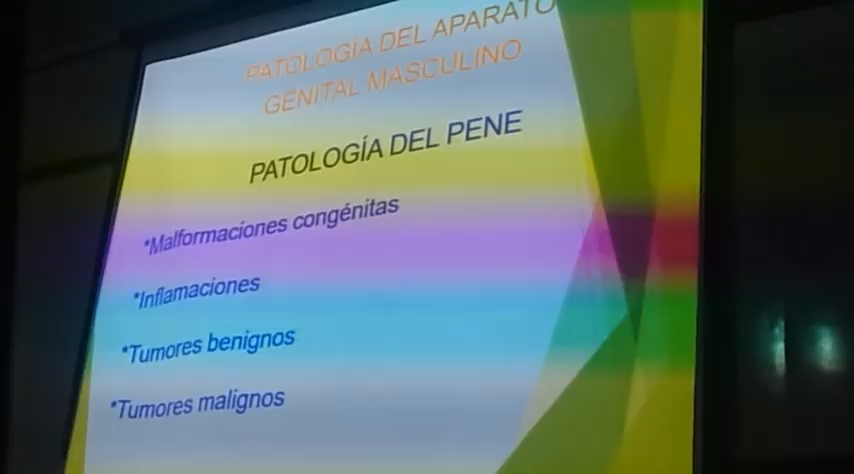 PATOLOGIA DEL APARATO
GENITAL MASCULINO
PATOLOGÍA DEL PENE
*Malformaciones congénitas
*Inflamaciones
*Tumores benignos
*Tumores malignos